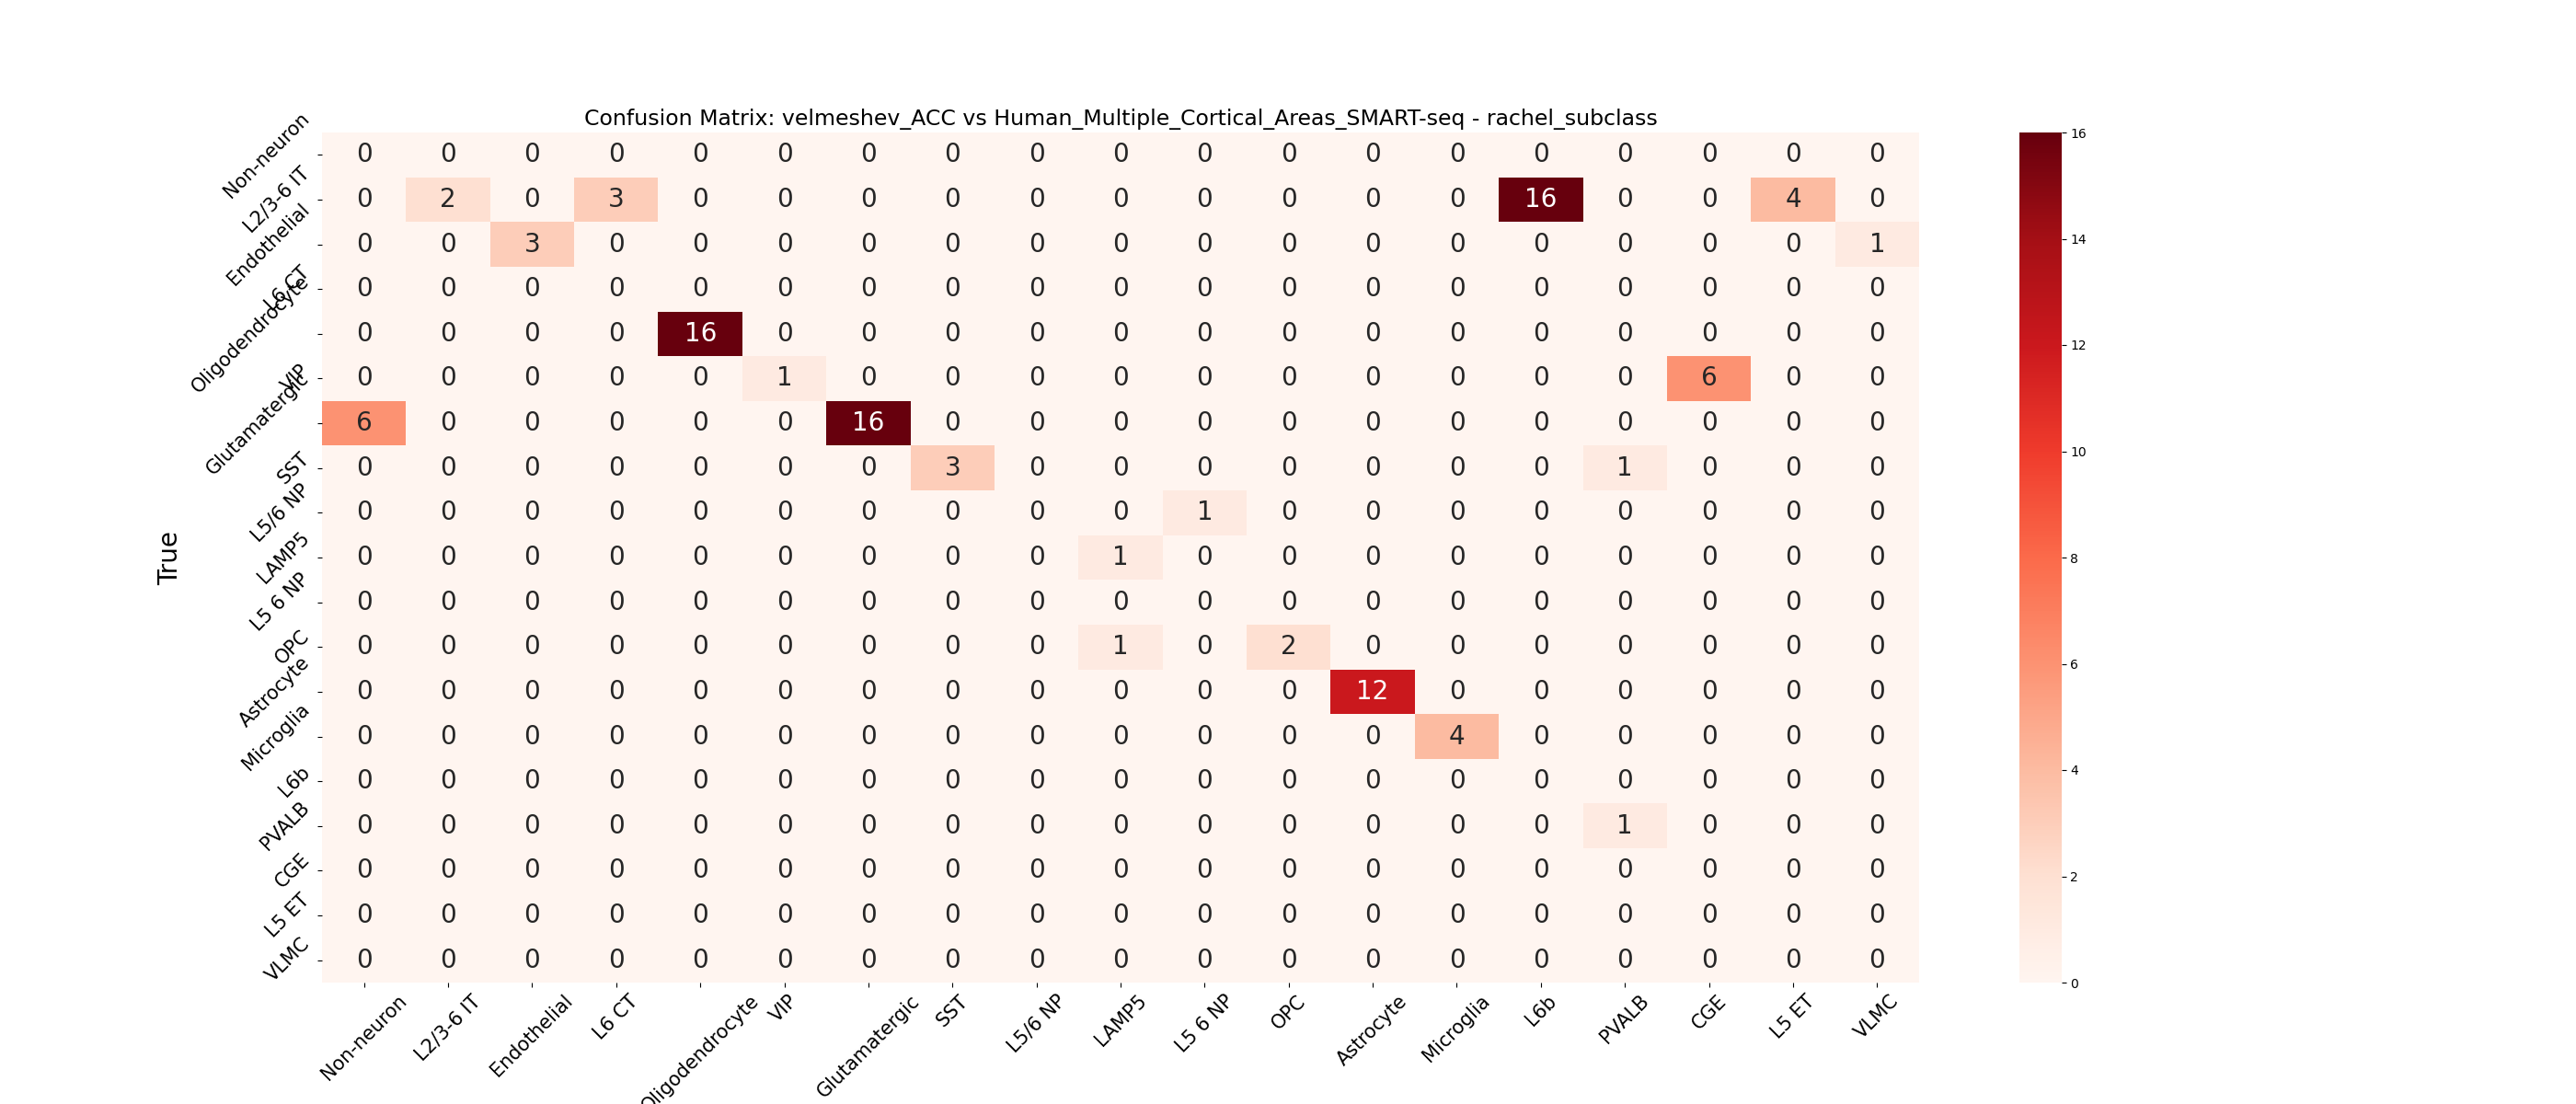 Confusion Matrix: velmeshev_ACC vs Human_Multiple_Cortical_Areas_SMART-seq - rachel_subclass
True
Non-neuron 0 0 0 0 0 0 0 0 0 0 0 0 0 0 0 0 0 0 0
L2/3-6 IT 0 2 0 3 0 0 0 0 0 0 0 0 0 0 16 0 0 4 0
Endothelial 0 0 3 0 0 0 0 0 0 0 0 0 0 0 0 0 0 0 1
L6 CT 0 0 0 0 0 0 0 0 0 0 0 0 0 0 0 0 0 0 0
Oligodendrocyte 0 0 0 0 16 0 0 0 0 0 0 0 0 0 0 0 0 0 0
VIP 0 0 0 0 0 1 0 0 0 0 0 0 0 0 0 0 6 0 0
Glutamatergic 6 0 0 0 0 0 16 0 0 0 0 0 0 0 0 0 0 0 0
SST 0 0 0 0 0 0 0 3 0 0 0 0 0 0 0 1 0 0 0
L5/6 NP 0 0 0 0 0 0 0 0 0 0 1 0 0 0 0 0 0 0 0
LAMP5 0 0 0 0 0 0 0 0 0 1 0 0 0 0 0 0 0 0 0
L5 6 NP 0 0 0 0 0 0 0 0 0 0 0 0 0 0 0 0 0 0 0
OPC 0 0 0 0 0 0 0 0 0 1 0 2 0 0 0 0 0 0 0
Astrocyte 0 0 0 0 0 0 0 0 0 0 0 0 12 0 0 0 0 0 0
Microglia 0 0 0 0 0 0 0 0 0 0 0 0 0 4 0 0 0 0 0
L6b 0 0 0 0 0 0 0 0 0 0 0 0 0 0 0 0 0 0 0
PVALB 0 0 0 0 0 0 0 0 0 0 0 0 0 0 0 1 0 0 0
CGE 0 0 0 0 0 0 0 0 0 0 0 0 0 0 0 0 0 0 0
L5 ET 0 0 0 0 0 0 0 0 0 0 0 0 0 0 0 0 0 0 0
VLMC 0 0 0 0 0 0 0 0 0 0 0 0 0 0 0 0 0 0 0
Non-neuron L2/3-6 IT Endothelial L6 CT Oligodendrocyte VIP Glutamatergic SST L5/6 NP LAMP5 L5 6 NP OPC Astrocyte Microglia L6b PVALB CGE L5 ET VLMC
16
14
12
10
8
6
4
2
0